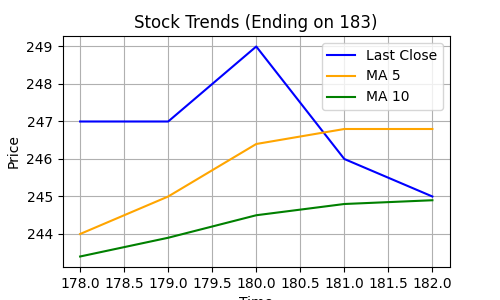 Stock Trends (Ending on 183)
Last Close
MA 5
MA 10
Price
249
248
247
246
245
244
178.0 178.5 179.0 179.5 180.0 180.5 181.0 181.5 182.0
Time